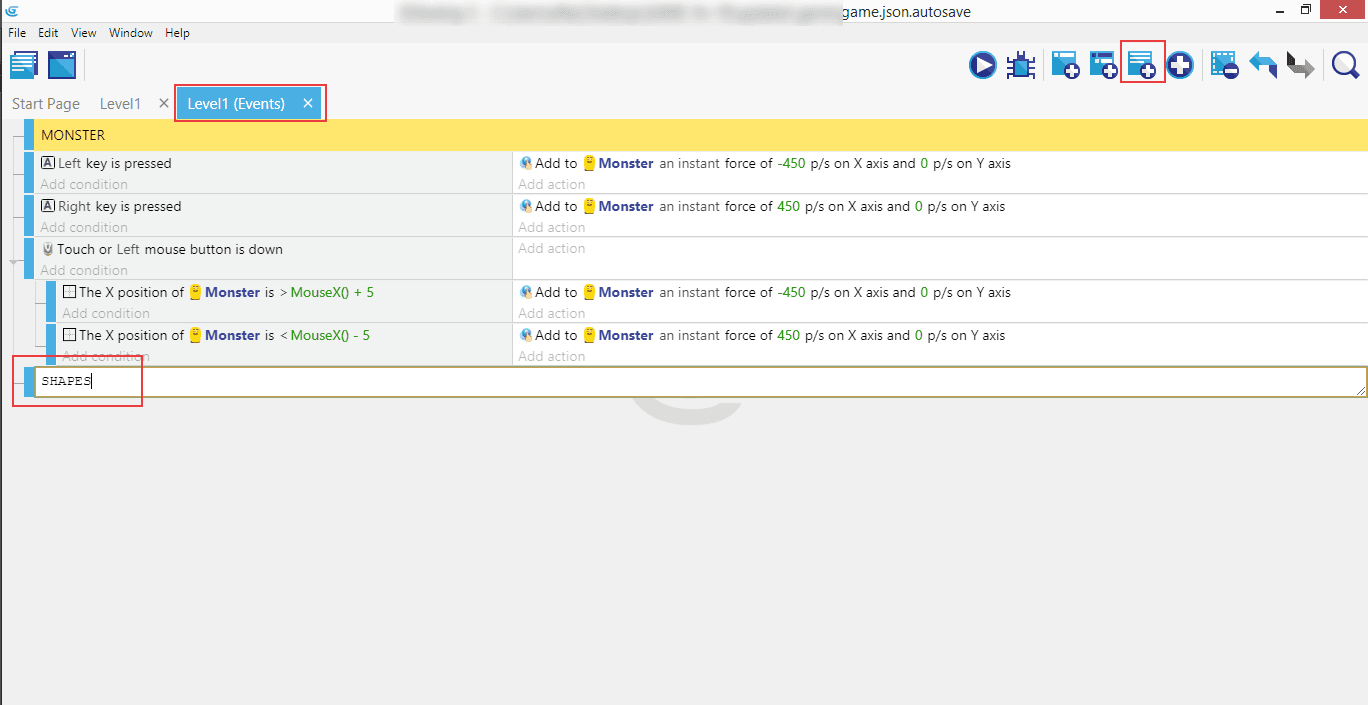 game.json.autosave
File Edit View Window Help
Start Page Level1 × Level1 (Events) ×
MONSTER
Left key is pressed Add to Monster an instant force of -450 p/s on X axis and 0 p/s on Y axis
Add condition Add action
Right key is pressed Add to Monster an instant force of 450 p/s on X axis and 0 p/s on Y axis
Add condition Add action
Touch or Left mouse button is down Add action
Add condition
The X position of Monster is > MouseX() + 5 Add to Monster an instant force of -450 p/s on X axis and 0 p/s on Y axis
Add condition Add action
The X position of Monster is < MouseX() - 5 Add to Monster an instant force of 450 p/s on X axis and 0 p/s on Y axis
Add condition Add action
SHAPES